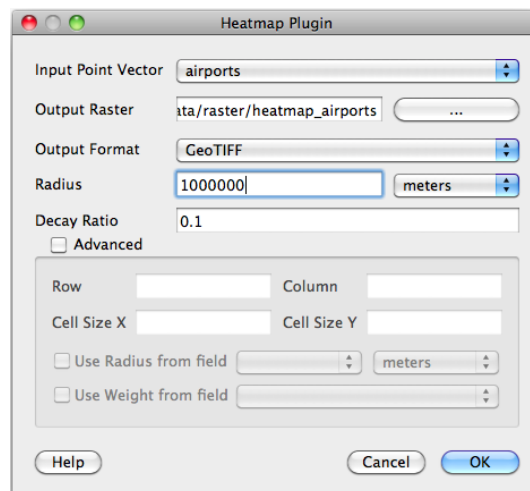 Heatmap Plugin
Input Point Vector airports
Output Raster ata/raster/heatmap_airports ...
Output Format GeoTIFF
Radius 1000000 meters
Decay Ratio 0.1
Advanced
Row Column
Cell Size X Cell Size Y
Use Radius from field meters
Use Weight from field
Help Cancel OK